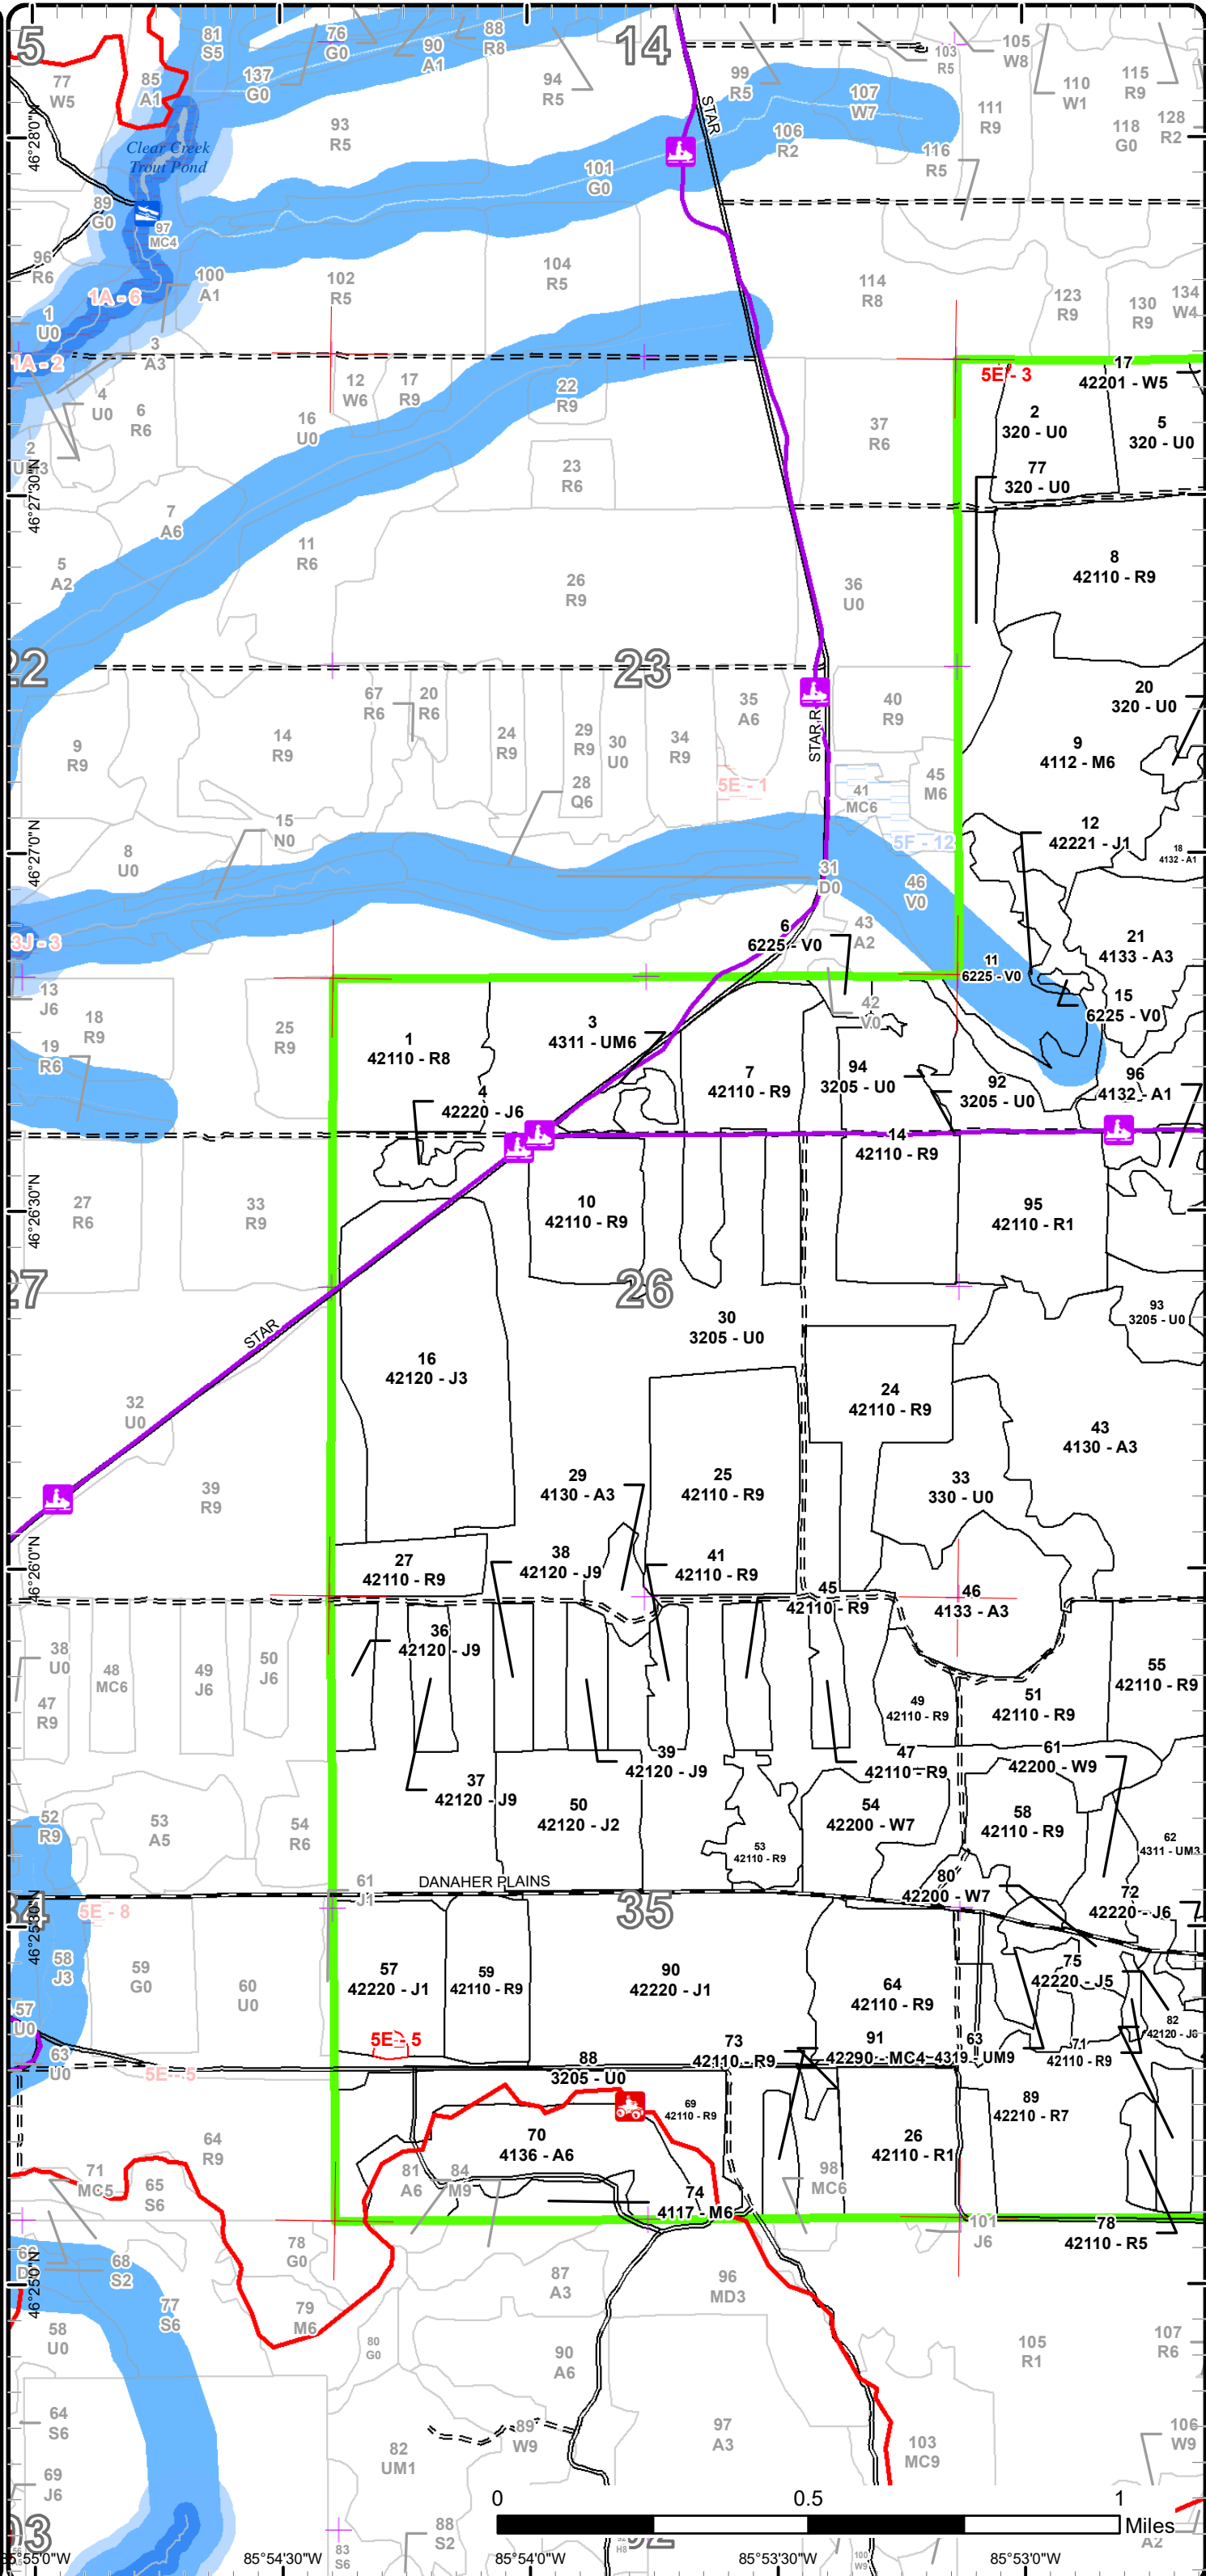 5
14
77
W5
85
A1
81
S5
137
G0
76
G0
90
A1
88
R8
94
R5
99
R5
103
R5
105
W8
110
W1
115
R9
128
R2
118
G0
111
R9
107
W7
106
R2
116
R5
93
R5
101
G0
STAR
46°28'0"N
Clear Creek
Trout Pond
89
G0
97
MC4
96
R6
100
A1
1A - 6
102
R5
104
R5
114
R8
123
R9
130
R9
134
W4
1
U0
1A - 2
3
A3
4
U0
6
R6
12
W6
17
R9
16
U0
22
R9
23
R6
37
R6
5E - 3
17
42201 - W5
2
320 - U0
5
320 - U0
77
320 - U0
2
46°27'30"N
7
A6
5
A2
11
R6
26
R9
36
U0
8
42110 - R9
22
23
67
R6
20
R6
14
R9
9
R9
24
R9
29
R9
30
U0
28
Q6
34
R9
35
A6
40
R9
45
M6
41
MC6
5E - 1
5F - 12
20
320 - U0
9
4112 - M6
12
42221 - J1
18
4132 - A1
15
N0
8
U0
46°27'0"N
31
D0
46
V0
43
A2
3J - 3
6
6225 - V0
11
6225 - V0
21
4133 - A3
15
6225 - V0
13
J6
18
R9
19
R6
25
R9
42
V0
1
42110 - R8
3
4311 - UM6
4
42220 - J6
7
42110 - R9
94
3205 - U0
92
3205 - U0
96
4132 - A1
14
42110 - R9
27
R6
33
R9
46°26'30"N
10
42110 - R9
95
42110 - R1
27
26
30
3205 - U0
93
3205 - U0
STAR
16
42120 - J3
24
42110 - R9
43
4130 - A3
32
U0
39
R9
29
4130 - A3
25
42110 - R9
33
330 - U0
46°26'0"N
27
42110 - R9
38
42120 - J9
41
42110 - R9
45
42110 - R9
46
4133 - A3
38
U0
47
R9
48
MC6
49
J6
50
J6
36
42120 - J9
49
42110 - R9
51
42110 - R9
55
42110 - R9
37
42120 - J9
39
42120 - J9
47
42110 - R9
61
42200 - W9
52
R9
53
A5
54
R6
50
42120 - J2
53
42110 - R9
54
42200 - W7
58
42110 - R9
62
4311 - UM3
61
J1
DANAHER PLAINS
80
42200 - W7
72
42220 - J6
34
5E - 8
35
46°25'30"N
58
J3
59
G0
60
U0
57
42220 - J1
59
42110 - R9
90
42220 - J1
64
42110 - R9
75
42220 - J5
82
42120 - J6
57
U0
63
U0
5E - 5
5E - 5
73
42110 - R9
91
42290 - MC4
63
4319 - UM9
71
42110 - R9
88
3205 - U0
69
42110 - R9
89
42210 - R7
64
R9
70
4136 - A6
26
42110 - R1
71
MC5
65
S6
81
A6
84
M9
98
MC6
74
4117 - M6
101
J6
78
42110 - R5
68
S2
78
G0
77
S6
79
M6
46°25'0"N
87
A3
96
MD3
58
U0
80
G0
90
A6
105
R1
107
R6
64
S6
82
UM1
89
W9
97
A3
103
MC9
106
W9
69
J6
88
S2
83
S6
A2
0
0.5
1
Miles
85°54'30"W
85°54'0"W
85°53'30"W
85°53'0"W